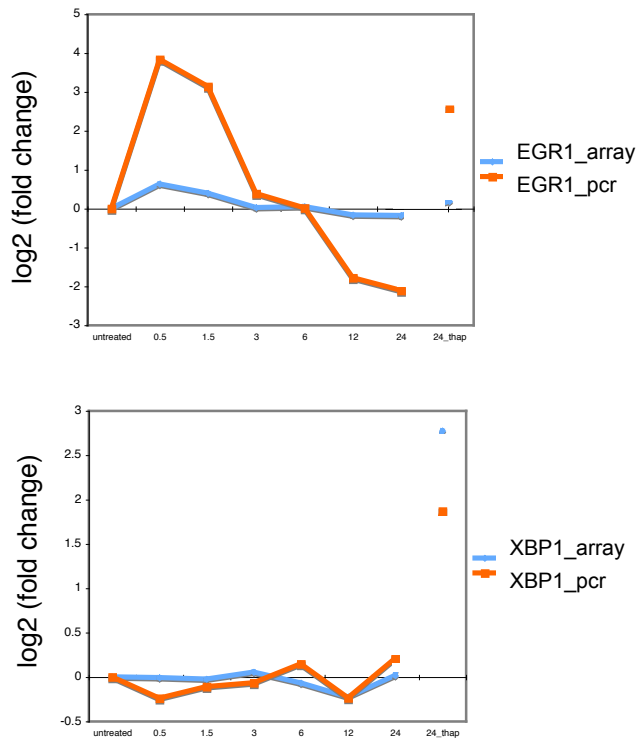 log2 (fold change)
5
4
3
2
1
0
-1
-2
-3
untreated 0.5 1.5 3 6 12 24 24_thap
EGR1_array
EGR1_pcr
log2 (fold change)
3
2.5
2
1.5
1
0.5
0
-0.5
untreated 0.5 1.5 3 6 12 24 24_thap
XBP1_array
XBP1_pcr